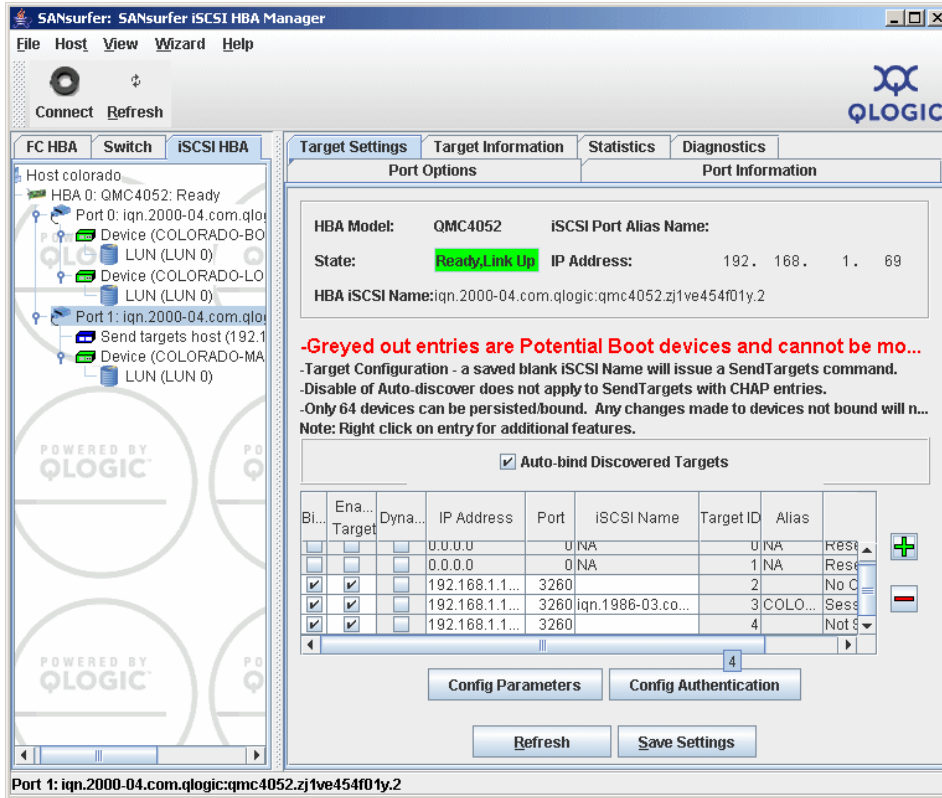 SANsurfer: SANsurfer iSCSI HBA Manager
File Host View Wizard Help
Connect Refresh
QLOGIC
FC HBA Switch iSCSI HBA
Host colorado
HBA 0: QMC4052: Ready
Port 0: iqn.2000-04.com.qlo
Device (COLORADO-BO
LUN (LUN 0)
Device (COLORADO-LO
LUN (LUN 0)
Port 1: iqn.2000-04.com.qlo
Send targets host (192.1
Device (COLORADO-MA
LUN (LUN 0)
POWERED BY
QLOGIC
POWERED BY
QLOGIC
Target Settings Target Information Statistics Diagnostics
Port Options Port Information
HBA Model: QMC4052 iSCSI Port Alias Name:
State: Ready,Link Up IP Address: 192. 168. 1. 69
HBA iSCSI Name:iqn.2000-04.com.qlogic:qmc4052.zj1ve454f01y.2
-Greyed out entries are Potential Boot devices and cannot be mo...
-Target Configuration - a saved blank iSCSI Name will issue a SendTargets command.
-Disable of Auto-discover does not apply to SendTargets with CHAP entries.
-Only 64 devices can be persisted/bound. Any changes made to devices not bound will n...
Note: Right click on entry for additional features.
Auto-bind Discovered Targets
Bi... Ena... Target Dyna... IP Address Port iSCSI Name Target ID Alias
0.0.0.0 0 NA 0 NA Rese
0.0.0.0 0 NA 1 NA Rese
192.168.1.1... 3260 2 No C
192.168.1.1... 3260 iqn.1986-03.co... 3 COLO... Sess
192.168.1.1... 3260 4 Not S
4
Config Parameters Config Authentication
Refresh Save Settings
Port 1: iqn.2000-04.com.qlogic:qmc4052.zj1ve454f01y.2